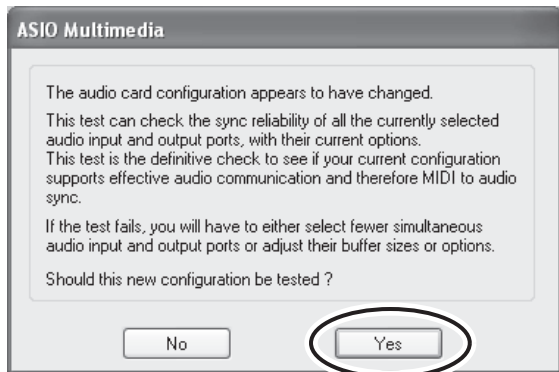 ASIO Multimedia
The audio card configuration appears to have changed.
This test can check the sync reliability of all the currently selected
audio input and output ports, with their current options.
This test is the definitive check to see if your current configuration
supports effective audio communication and therefore MIDI to audio
sync.
If the test fails, you will have to either select fewer simultaneous
audio input and output ports or adjust their buffer sizes or options.
Should this new configuration be tested ?
No
Yes